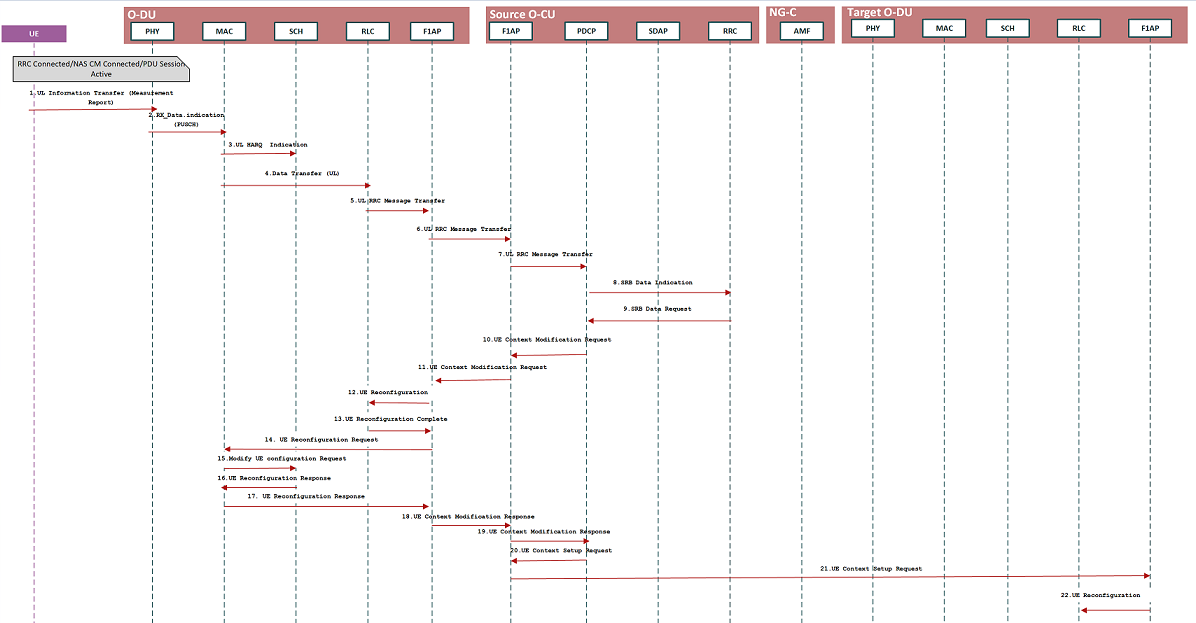 O-DU
Source O-CU
NG-C
Target O-DU
UE
PHY
MAC
SCH
RLC
F1AP
F1AP
PDCP
SDAP
RRC
AMF
PHY
MAC
SCH
RLC
F1AP
RRC Connected/NAS CM Connected/PDU Session
Active
1.UL Information Transfer (Measurement
Report)
2.RX_Data.indication
(PUSCH)
3.UL HARQ Indication
4.Data Transfer (UL)
5.UL RRC Message Transfer
6.UL RRC Message Transfer
7.UL RRC Message Transfer
8.SRB Data Indication
9.SRB Data Request
10.UE Context Modification Request
11.UE Context Modification Request
12.UE Reconfiguration
13.UE Reconfiguration Complete
14. UE Reconfiguration Request
15.Modify UE configuration Request
16.UE Reconfiguration Response
17. UE Reconfiguration Response
18.UE Context Modification Response
19.UE Context Modification Response
20.UE Context Setup Request
21.UE Context Setup Request
22.UE Reconfiguration